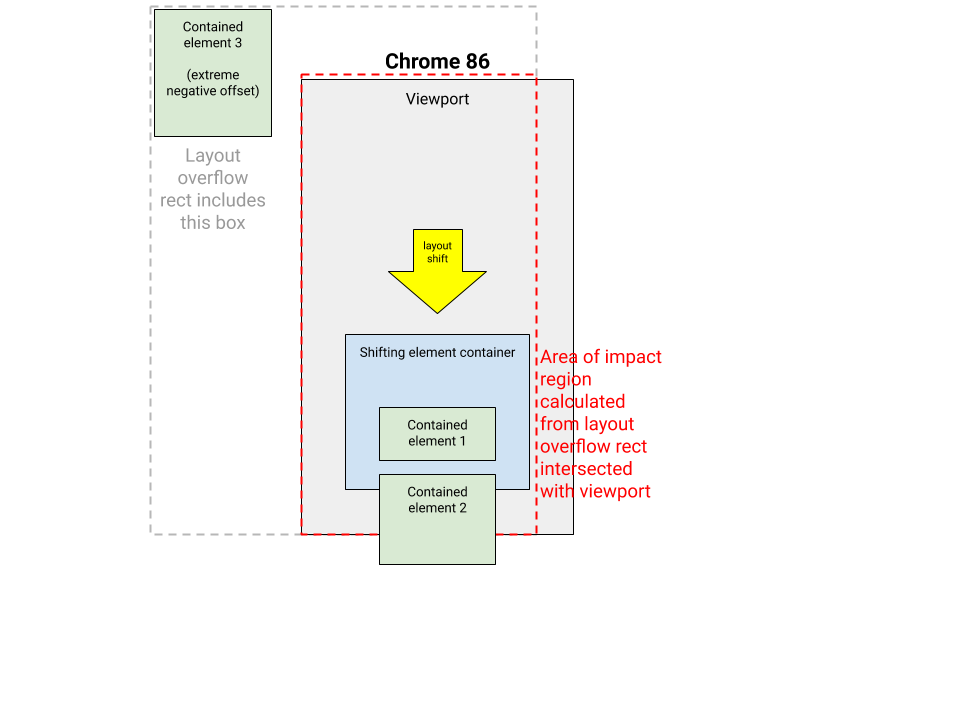 Contained
element 3
(extreme
negative offset)
Layout
overflow
rect includes
this box
Chrome 86
Viewport
layout
shift
Shifting element container
Contained
element 1
Contained
element 2
Area of impact
region
calculated
from layout
overflow rect
intersected
with viewport